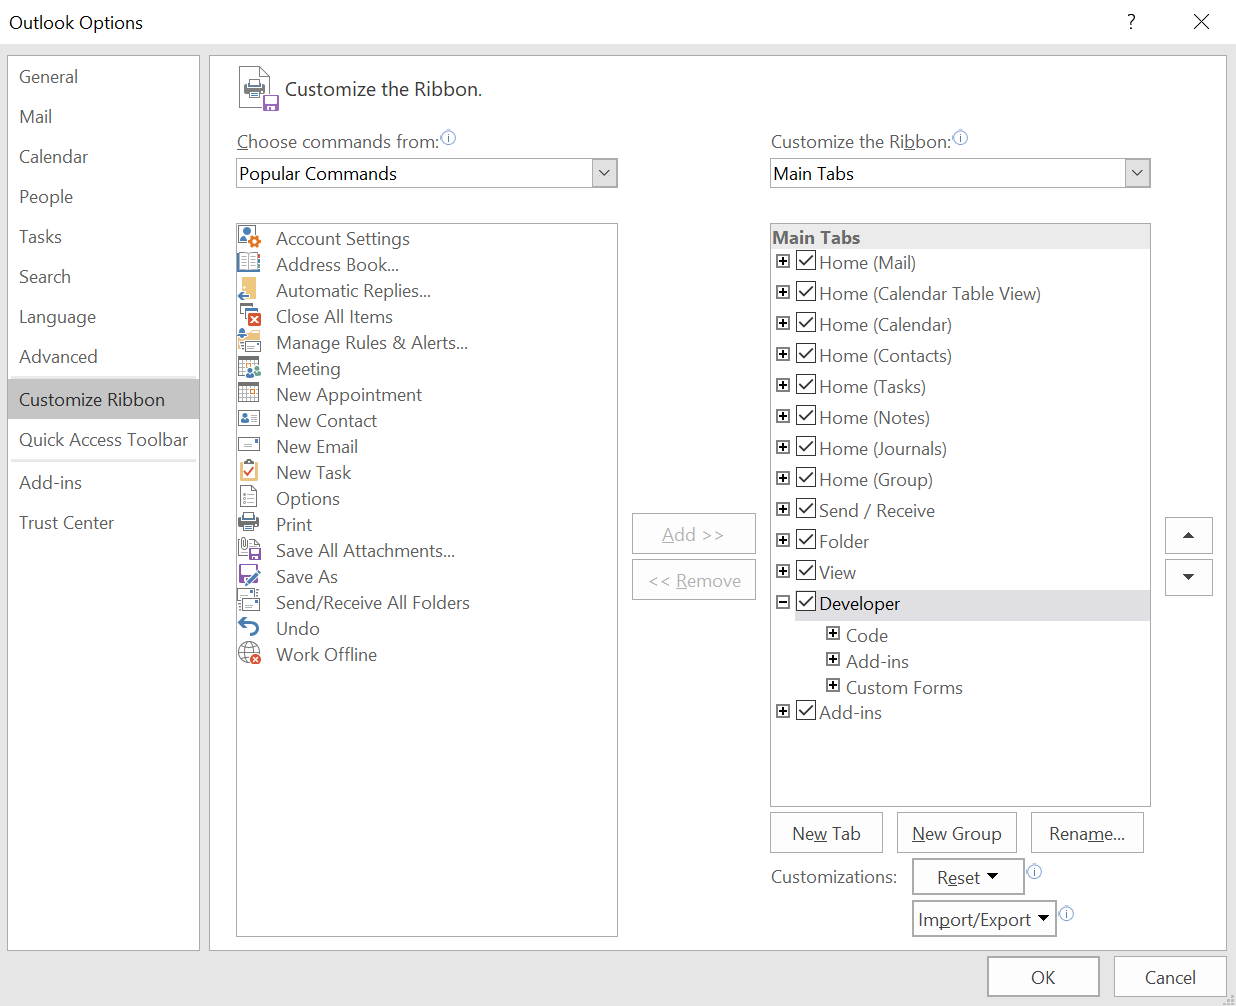 Outlook Options
?
General
Mail
Calendar
People
Tasks
Search
Language
Advanced
Customize Ribbon
Quick Access Toolbar
Add-ins
Trust Center
Customize the Ribbon.
Choose commands from:
Popular Commands
Account Settings
Address Book...
Automatic Replies...
Close All Items
Manage Rules & Alerts...
Meeting
New Appointment
New Contact
New Email
New Task
Options
Print
Save All Attachments...
Save As
Send/Receive All Folders
Undo
Work Offline
Add >>
<< Remove
Customize the Ribbon:
Main Tabs
Main Tabs
Home (Mail)
Home (Calendar Table View)
Home (Calendar)
Home (Contacts)
Home (Tasks)
Home (Notes)
Home (Journals)
Home (Group)
Send / Receive
Folder
View
Developer
Code
Add-ins
Custom Forms
Add-ins
New Tab
New Group
Rename...
Customizations:
Reset
Import/Export
OK
Cancel